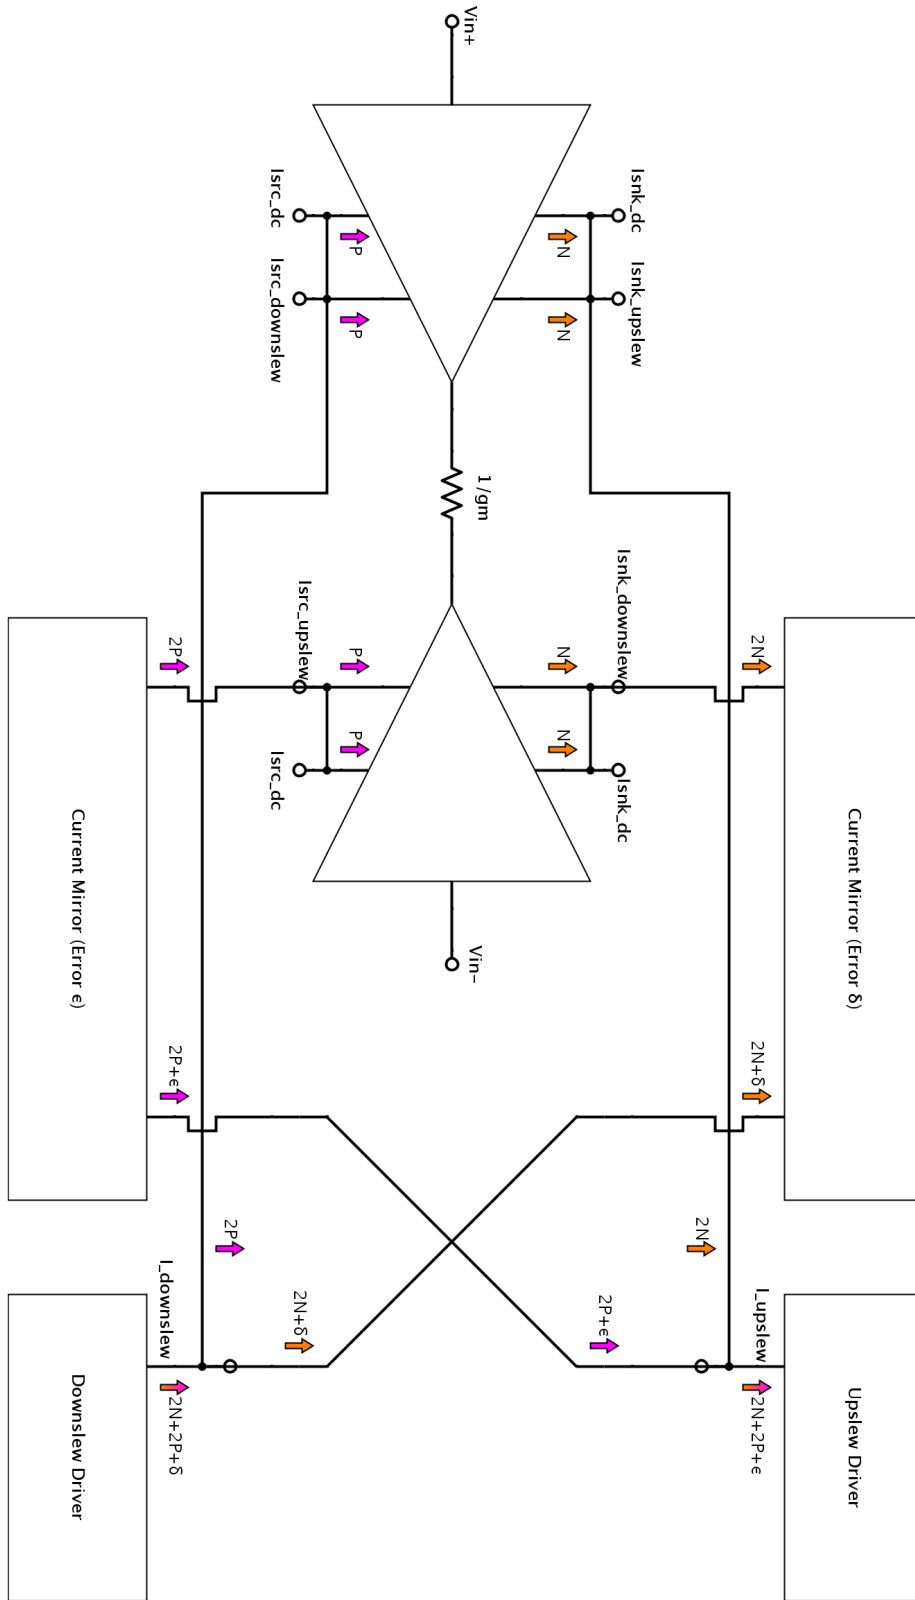 Current Mirror (Error δ)
Upslew Driver
2N
2N+δ
I_upslew
2N+2P+ϵ
2N
Isnk_dc
Isnk_upslew
Isnk_downslew
Isnk_dc
2P+ϵ
N
N
N
N
Vin+
1/gm
Vin−
P
P
P
P
Isrc_dc
Isrc_downslew
Isrc_upslew
Isrc_dc
2N+δ
2P
2P
2P+ϵ
I_downslew
2N+2P+δ
Current Mirror (Error ϵ)
Downslew Driver